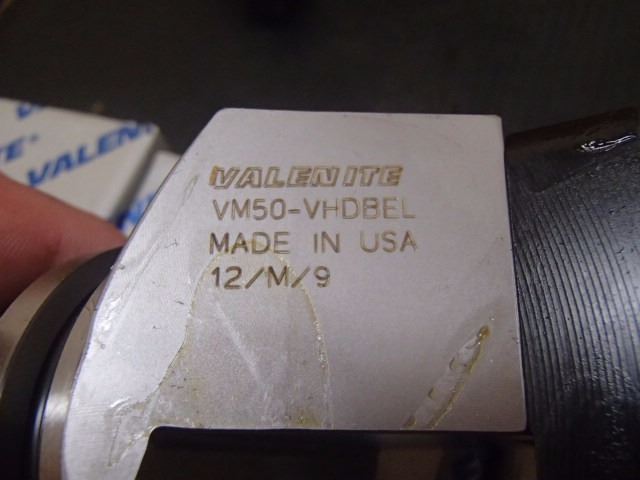 VALENITE
VM50-VHDBEL
MADE IN USA
12/M/9
VALENITE